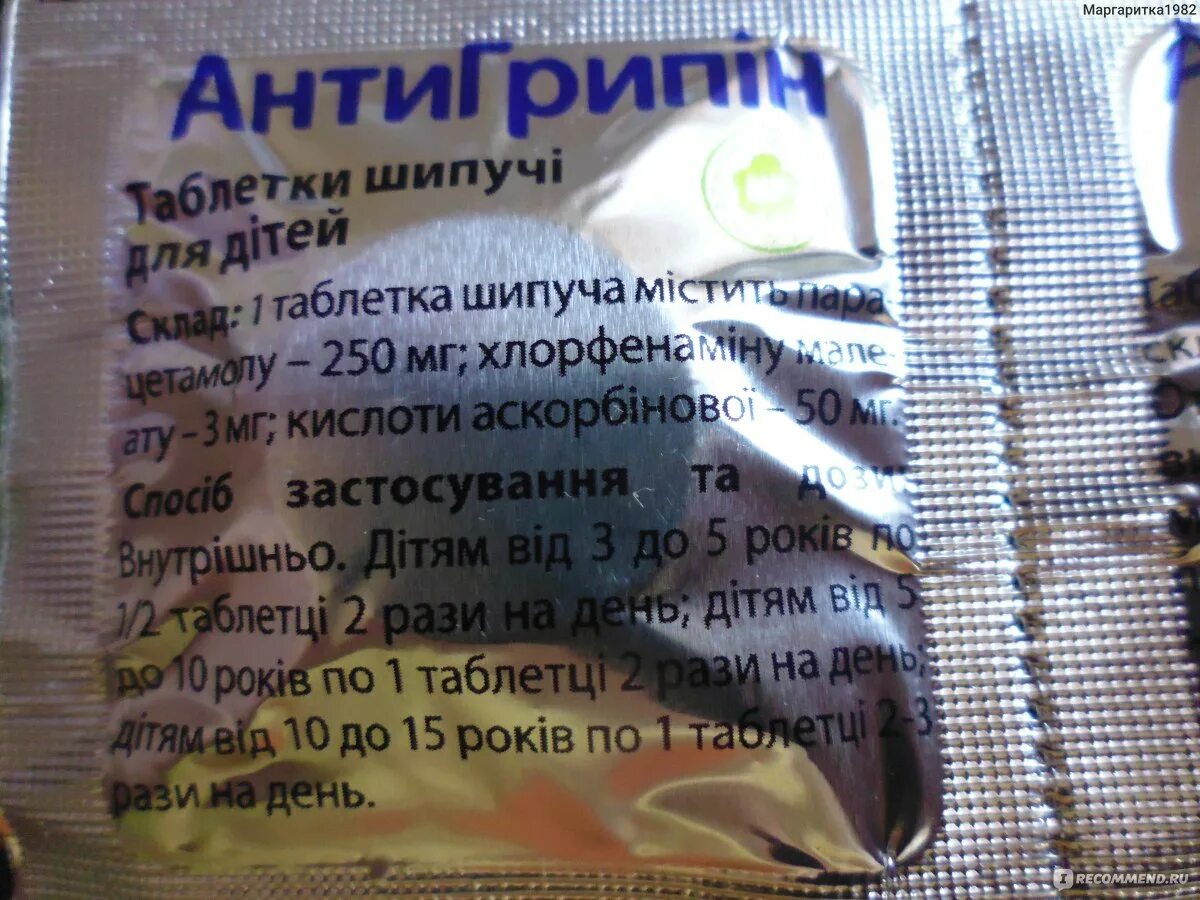 Маргаритка1982
АнтиГрипін
Таблетки шипучі
для дітей
Склад: 1 таблетка шипуча містить пара-
цетамолу – 250 мг; хлорфенаміну мале-
ату – 3 мг; кислоти аскорбінової – 50 мг.
Спосіб застосування та дози:
Внутрішньо. Дітям від 3 до 5 років по
1/2 таблетці 2 рази на день; дітям від 5
до 10 років по 1 таблетці 2 рази на день;
дітям від 10 до 15 років по 1 таблетці 2-3
рази на день.
I RECOMMEND.RU